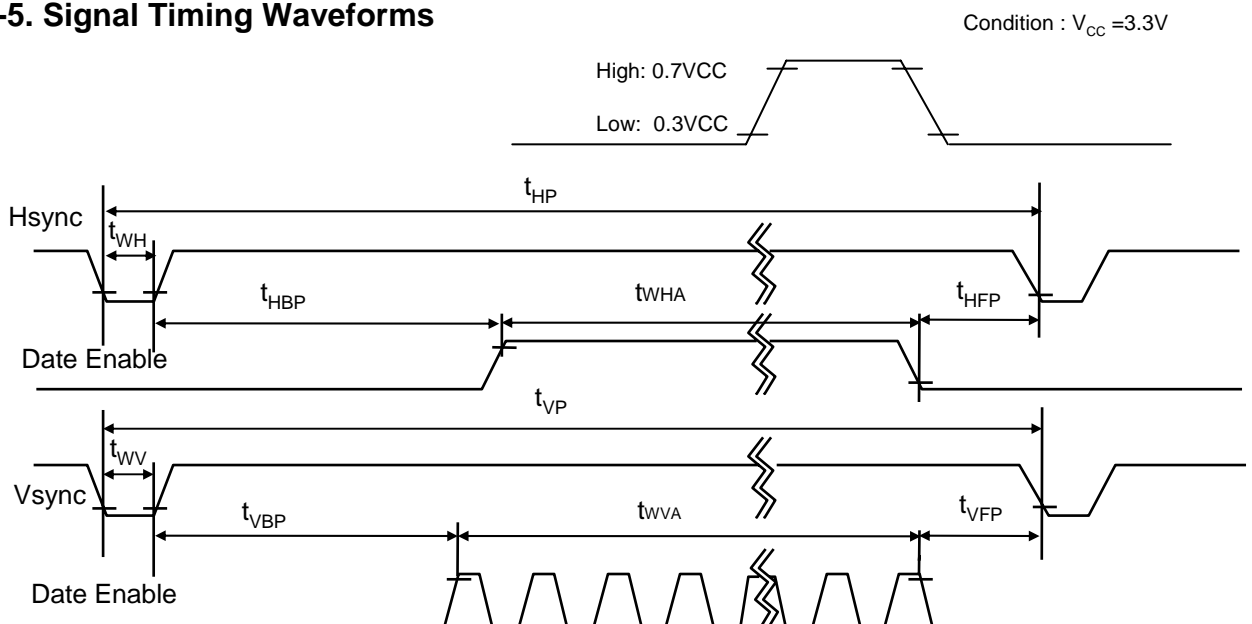 -5. Signal Timing Waveforms
Condition : VCC =3.3V
High: 0.7VCC
Low: 0.3VCC
tHP
Hsync
tWH
tHBP
tWHA
tHFP
Date Enable
tVP
tWV
Vsync
tVBP
tWVA
tVFP
Date Enable